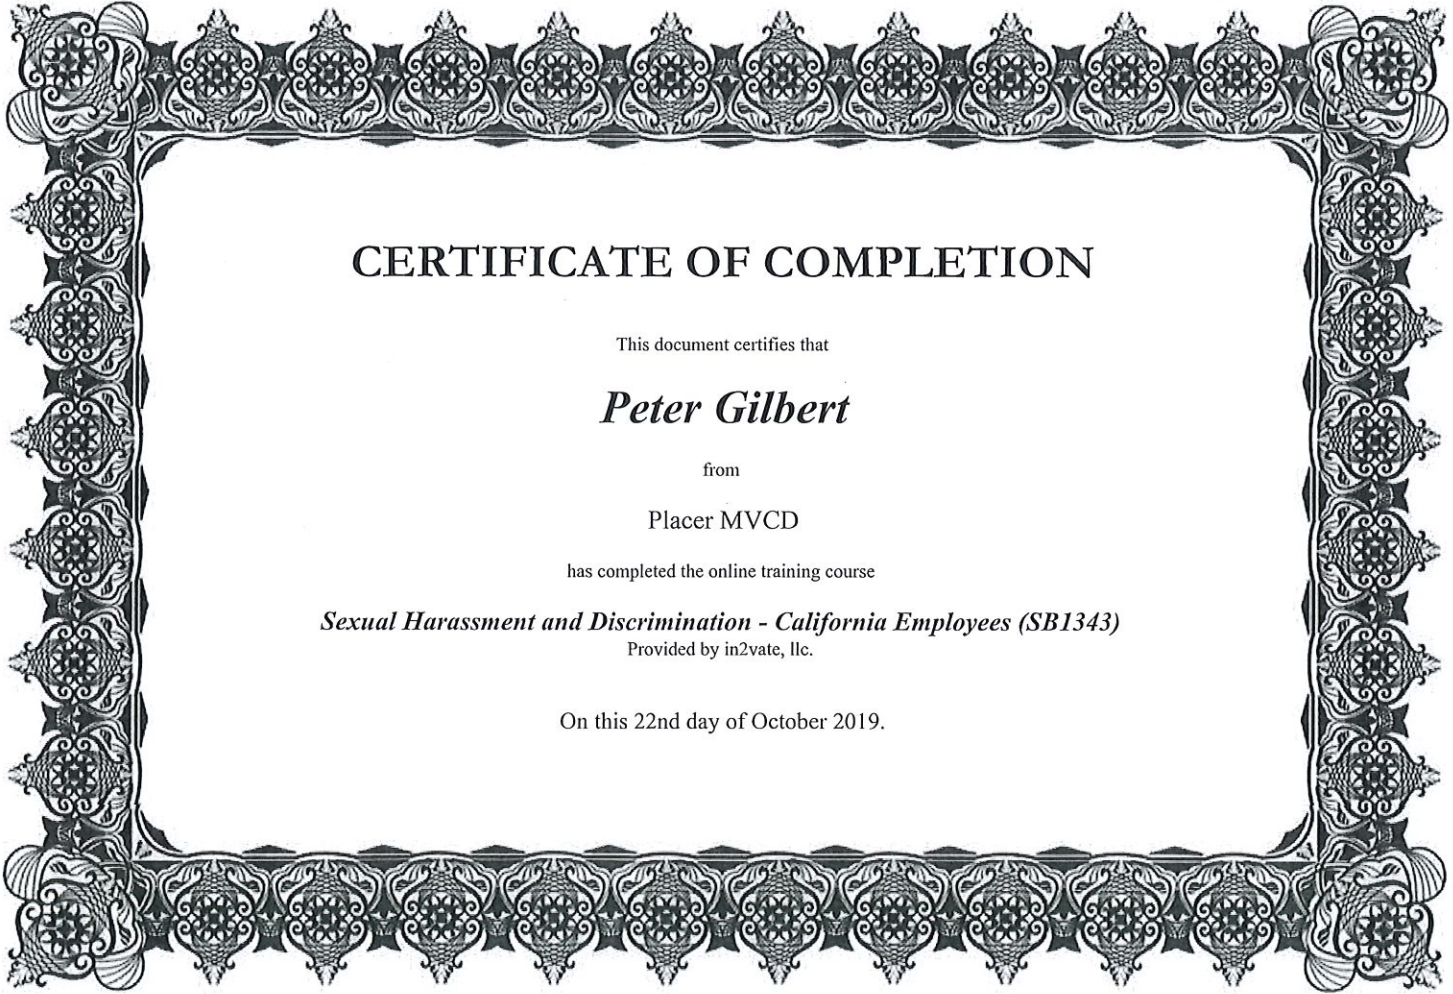 CERTIFICATE OF COMPLETION
This document certifies that
Peter Gilbert
from
Placer MVCD
has completed the online training course
Sexual Harassment and Discrimination - California Employees (SB1343)
Provided by in2vate, llc.
On this 22nd day of October 2019.